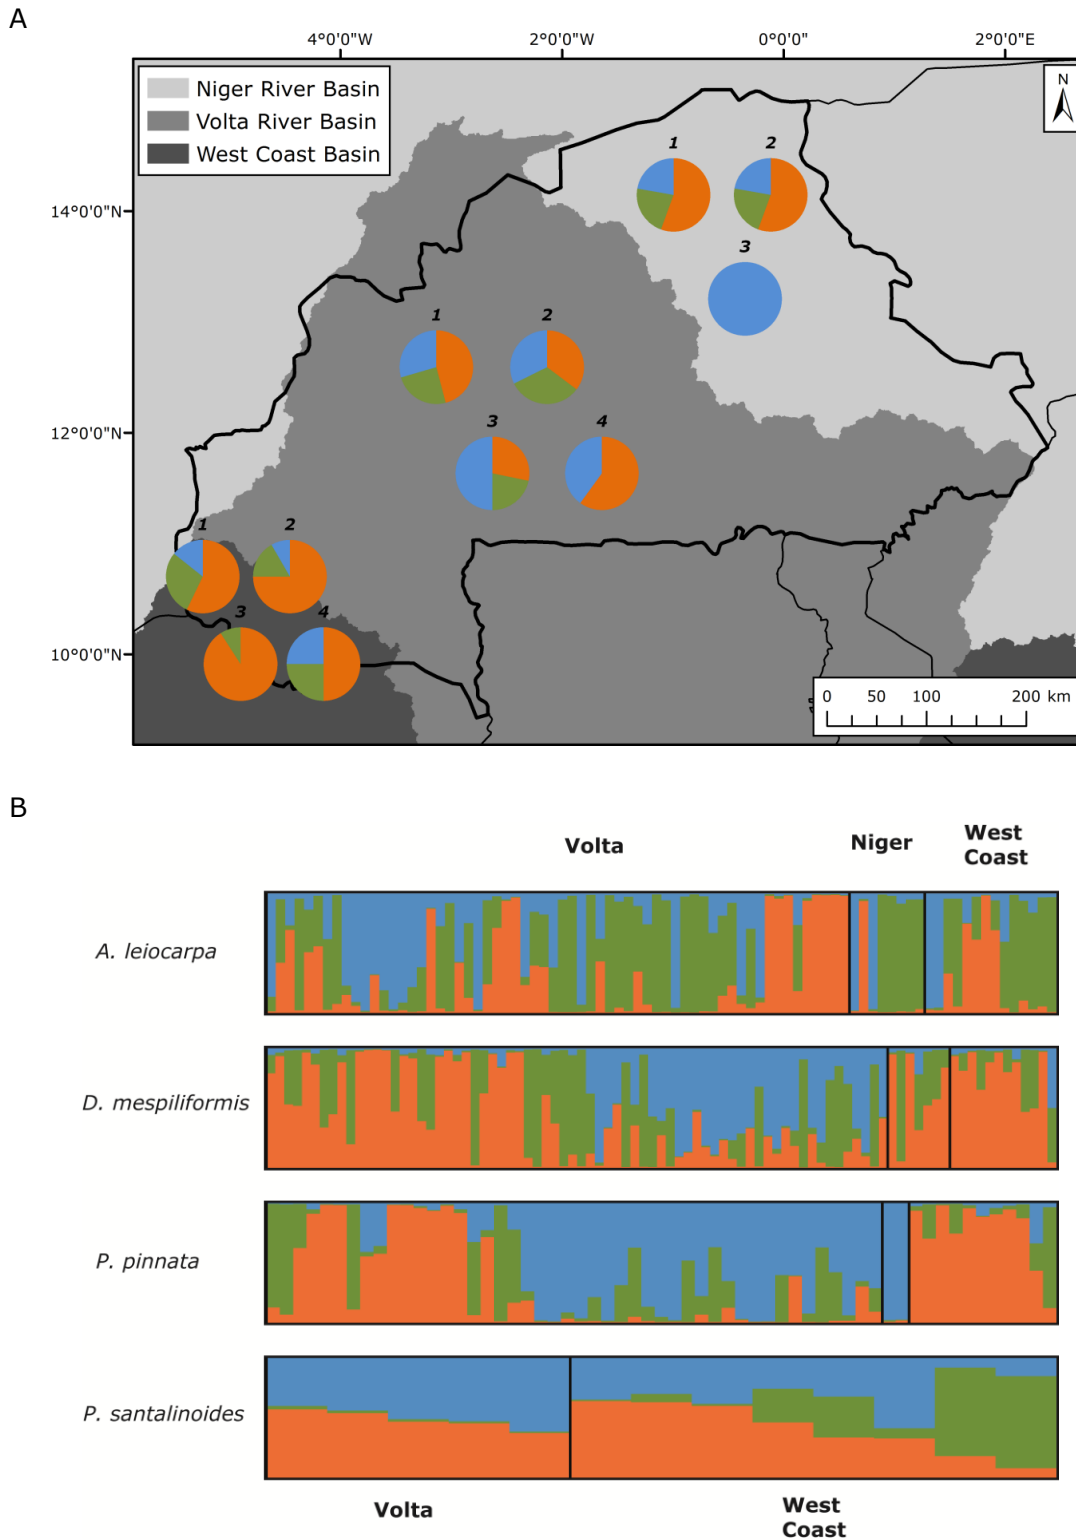 A
4°0'0"W 2°0'0"W 0°0'0" 2°0'0"E
Niger River Basin
Volta River Basin
West Coast Basin
N
1 2
14°0'0"N
3
1 2
12°0'0"N
3 4
1 2
3 4
10°0'0"N
0 50 100 200 km
B
Volta Niger West
Coast
A. leiocarpa
D. mespiliformis
P. pinnata
P. santalinoides
Volta West
Coast